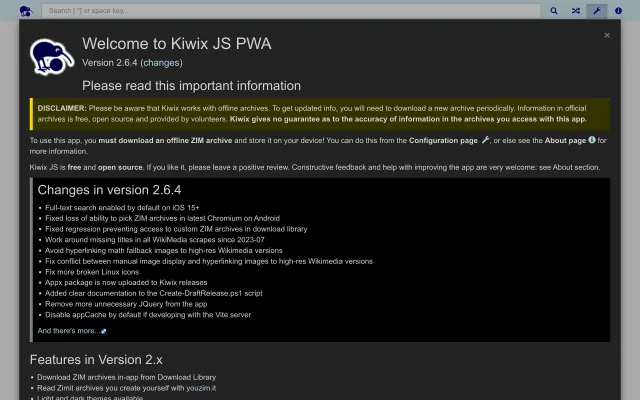 Search [.*] or space key...
Welcome to Kiwix JS PWA
Version 2.6.4 (changes)
Please read this important information
DISCLAIMER: Please be aware that Kiwix works with offline archives. To get updated info, you will need to download a new archive periodically. Information in official
archives is free, open source and provided by volunteers. Kiwix gives no guarantee as to the accuracy of information in the archives you access with this app.
To use this app, you must download an offline ZIM archive and store it on your device! You can do this from the Configuration page , or else see the About page for
more information.
Kiwix JS is free and open source. If you like it, please leave a positive review. Constructive feedback and help with improving the app are very welcome: see About section.
Changes in version 2.6.4
• Full-text search enabled by default on iOS 15+
• Fixed loss of ability to pick ZIM archives in latest Chromium on Android
• Fixed regression preventing access to custom ZIM archives in download library
• Work around missing titles in all WikiMedia scrapes since 2023-07
• Avoid hyperlinking math fallback images to high-res Wikimedia versions
• Fix conflict between manual image display and hyperlinking images to high-res Wikimedia versions
• Fix more broken Linux icons
• Appx package is now uploaded to Kiwix releases
• Added clear documentation to the Create-DraftRelease.ps1 script
• Remove more unnecessary JQuery from the app
• Disable appCache by default if developing with the Vite server
And there's more...
Features in Version 2.x
• Download ZIM archives in-app from Download Library
• Read Zimit archives you create yourself with youzim.it
• Light and dark themes available